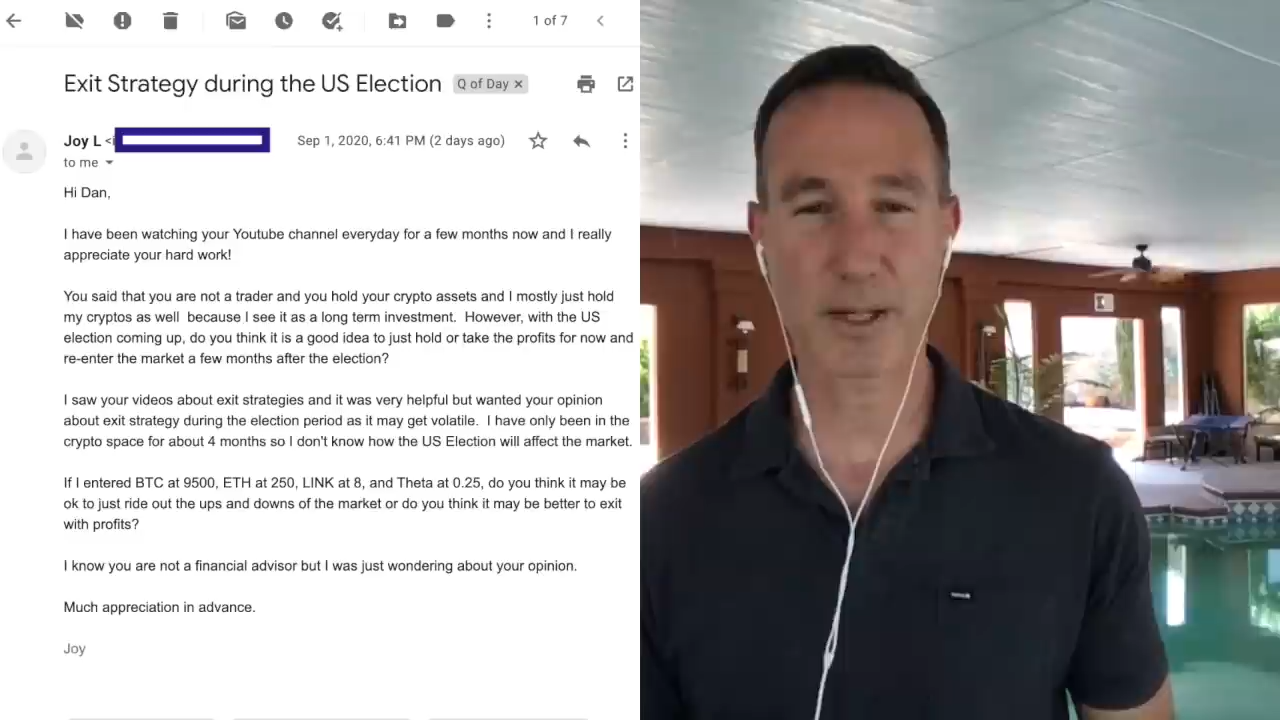 1 of 7
Exit Strategy during the US Election
Q of Day ×
Joy L <
Sep 1, 2020, 6:41 PM (2 days ago)
to me
Hi Dan,
I have been watching your Youtube channel everyday for a few months now and I really
appreciate your hard work!
You said that you are not a trader and you hold your crypto assets and I mostly just hold
my cryptos as well  because I see it as a long term investment.  However, with the US
election coming up, do you think it is a good idea to just hold or take the profits for now and
re-enter the market a few months after the election?
I saw your videos about exit strategies and it was very helpful but wanted your opinion
about exit strategy during the election period as it may get volatile.  I have only been in the
crypto space for about 4 months so I don't know how the US Election will affect the market.
If I entered BTC at 9500, ETH at 250, LINK at 8, and Theta at 0.25, do you think it may be
ok to just ride out the ups and downs of the market or do you think it may be better to exit
with profits?
I know you are not a financial advisor but I was just wondering about your opinion.
Much appreciation in advance.
Joy